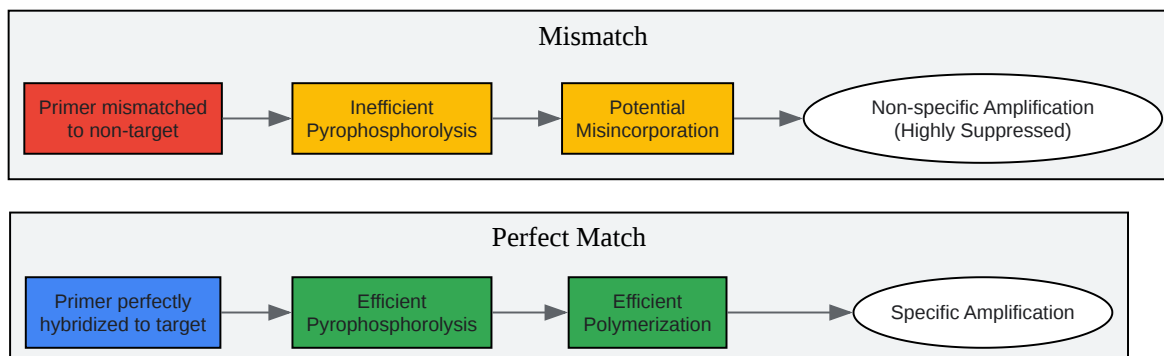 Mismatch
Primer mismatched
to non-target
Inefficient
Pyrophosphorolysis
Potential
Misincorporation
Non-specific Amplification
(Highly Suppressed)
Perfect Match
Primer perfectly
hybridized to target
Efficient
Pyrophosphorolysis
Efficient
Polymerization
Specific Amplification